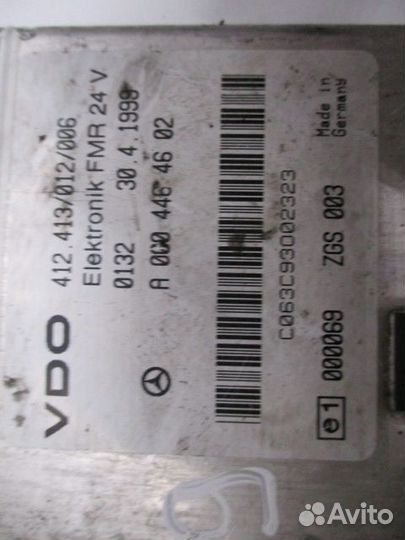 VDO
412.413/012/006
Elektronik FMR 24 V
0132 30.4.1999
A 000 446 46 02
C063C93002323
e1 000069 ZGS 003
Made in
Germany
Avito